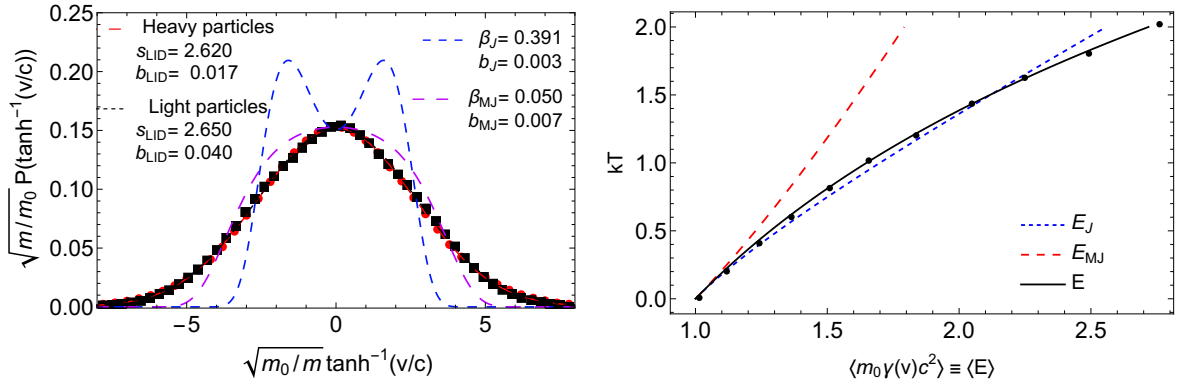 0.25
0.20
0.15
0.10
0.05
0.00
√m/m₀ P(tanh⁻¹(v/c))
Heavy particles
s_LID = 2.620
b_LID = 0.017
Light particles
s_LID = 2.650
b_LID = 0.040
β_J = 0.391
b_J = 0.003
β_MJ = 0.050
b_MJ = 0.007
−5 0 5
√m₀/m tanh⁻¹(v/c)
kT
2.0
1.5
1.0
0.5
0.0
E_J
E_MJ
E
1.0 1.5 2.0 2.5
⟨m₀γ(v)c²⟩ ≡ ⟨E⟩